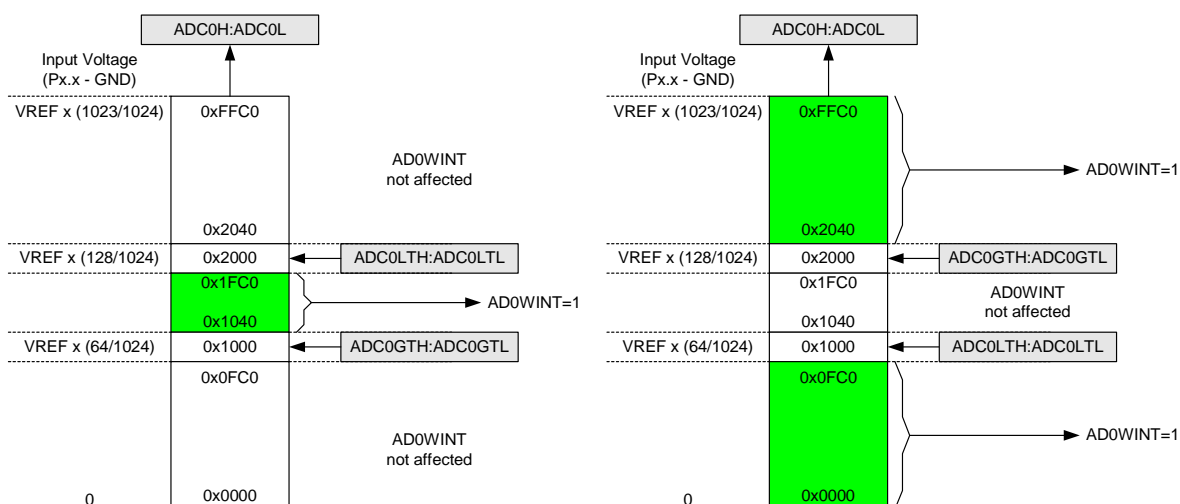 ADC0H:ADC0L
Input Voltage
(Px.x - GND)
VREF x (1023/1024)
0xFFC0
AD0WINT
not affected
0x2040
VREF x (128/1024)
0x2000
ADC0LTH:ADC0LTL
0x1FC0
AD0WINT=1
0x1040
VREF x (64/1024)
0x1000
ADC0GTH:ADC0GTL
0x0FC0
AD0WINT
not affected
0
0x0000
ADC0H:ADC0L
Input Voltage
(Px.x - GND)
VREF x (1023/1024)
0xFFC0
AD0WINT=1
0x2040
VREF x (128/1024)
0x2000
ADC0GTH:ADC0GTL
0x1FC0
AD0WINT
not affected
0x1040
VREF x (64/1024)
0x1000
ADC0LTH:ADC0LTL
0x0FC0
AD0WINT=1
0
0x0000